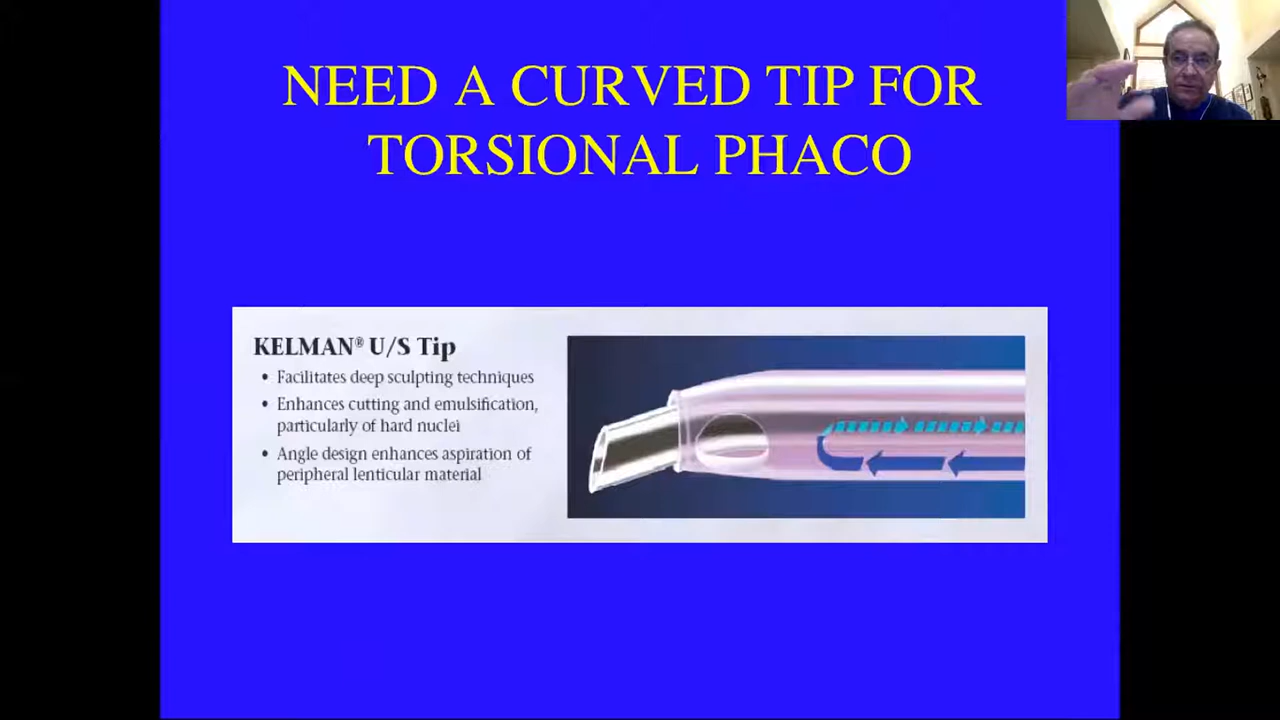 NEED A CURVED TIP FOR
TORSIONAL PHACO
KELMAN® U/S Tip
• Facilitates deep sculpting techniques
• Enhances cutting and emulsification,
particularly of hard nuclei
• Angle design enhances aspiration of
peripheral lenticular material